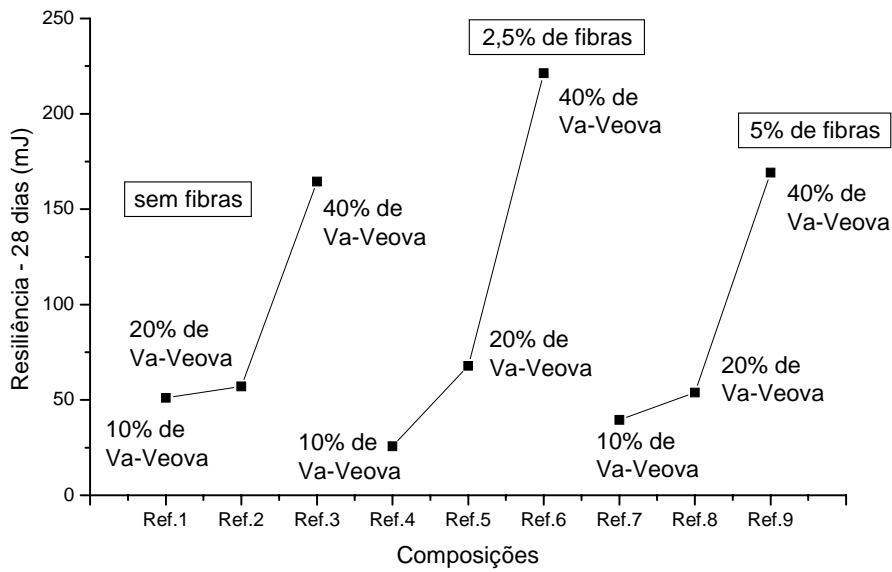 250
200
150
100
50
0
Resiliência - 28 dias (mJ)
sem fibras
2,5% de fibras
5% de fibras
10% de
Va-Veova
20% de
Va-Veova
40% de
Va-Veova
10% de
Va-Veova
20% de
Va-Veova
40% de
Va-Veova
10% de
Va-Veova
20% de
Va-Veova
40% de
Va-Veova
Ref.1 Ref.2 Ref.3 Ref.4 Ref.5 Ref.6 Ref.7 Ref.8 Ref.9
Composições